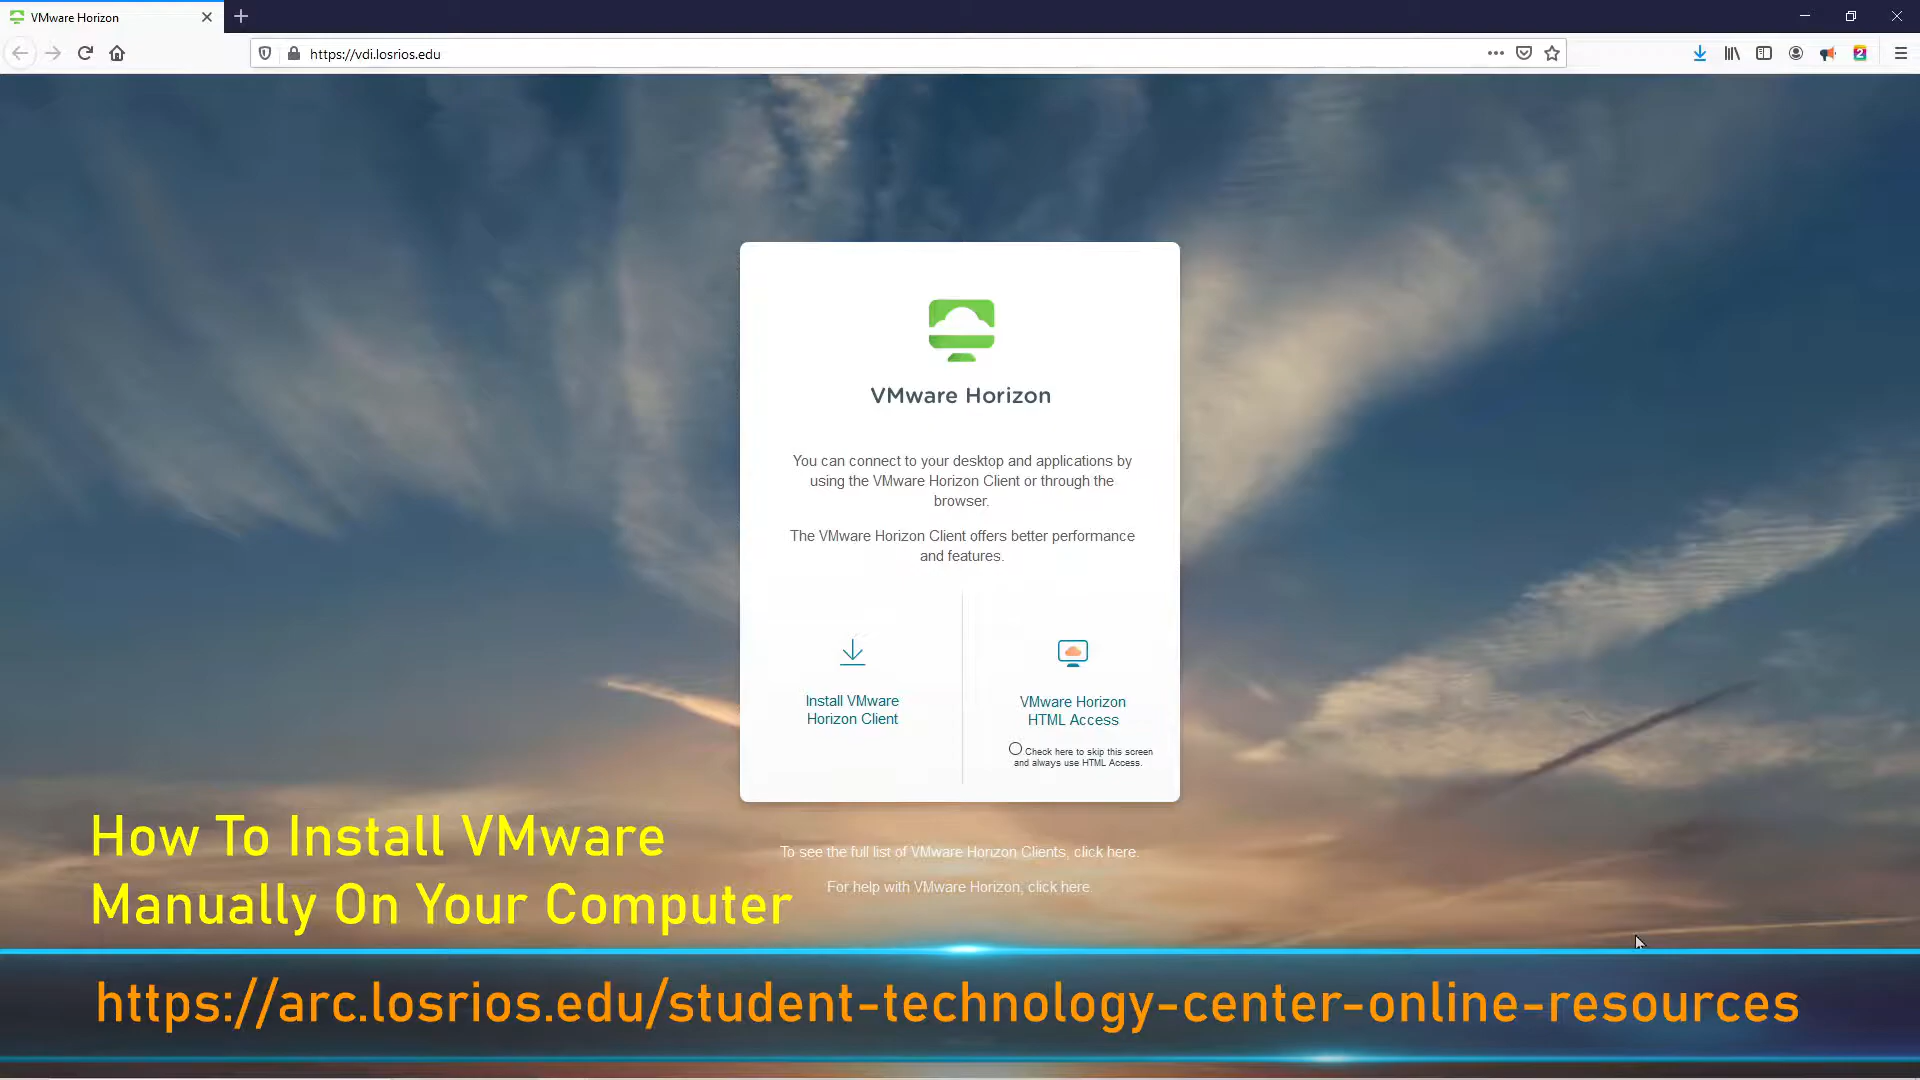 VMware Horizon
https://vdi.losrios.edu
2
VMware Horizon
You can connect to your desktop and applications by
using the VMware Horizon Client or through the
browser.
The VMware Horizon Client offers better performance
and features.
Install VMware
Horizon Client
VMware Horizon
HTML Access
Check here to skip this screen
and always use HTML Access.
To see the full list of VMware Horizon Clients, click here.
For help with VMware Horizon, click here
How To Install VMware
Manually On Your Computer
https://arc.losrios.edu/student-technology-center-online-resources